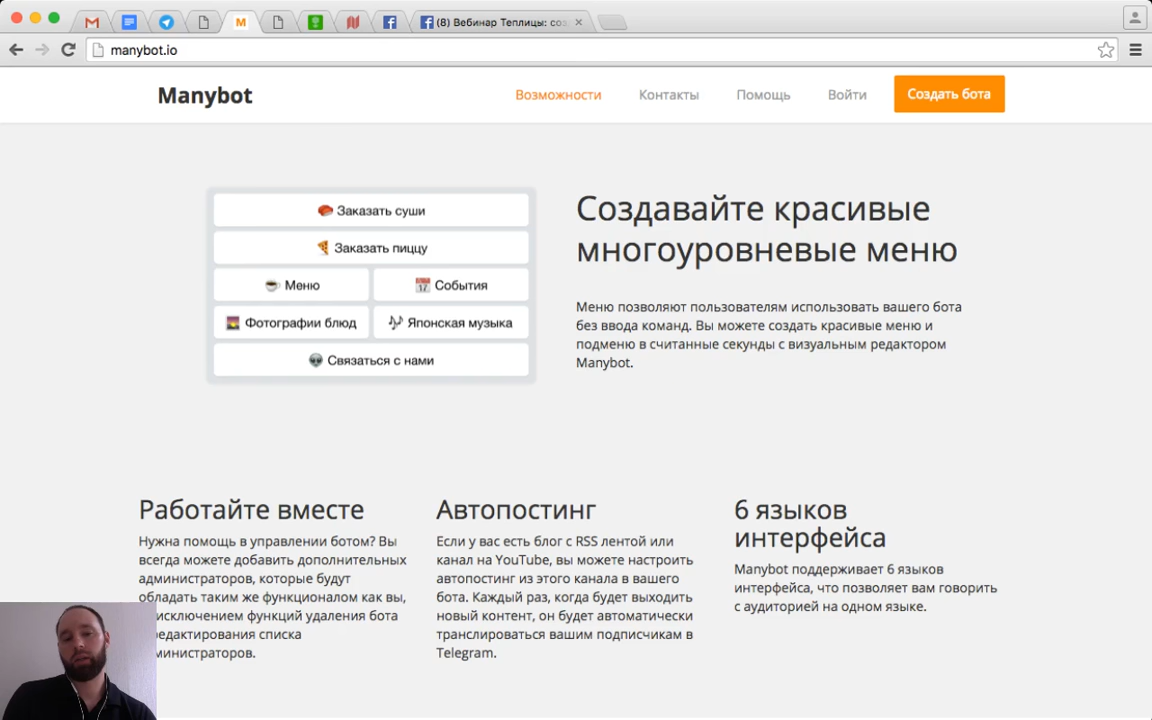 (8) Вебинар Теплицы: соз
manybot.io
Manybot
Возможности
Контакты
Помощь
Войти
Создать бота
Заказать суши
Заказать пиццу
Меню
События
Фотографии блюд
Японская музыка
Связаться с нами
Создавайте красивые
многоуровневые меню
Меню позволяют пользователям использовать вашего бота
без ввода команд. Вы можете создать красивые меню и
подменю в считанные секунды с визуальным редактором
Manybot.
Работайте вместе
Нужна помощь в управлении ботом? Вы
всегда можете добавить дополнительных
администраторов, которые будут
обладать таким же функционалом как вы,
исключением функций удаления бота
редактирования списка
министраторов.
Автопостинг
Если у вас есть блог с RSS лентой или
канал на YouTube, вы можете настроить
автопостинг из этого канала в вашего
бота. Каждый раз, когда будет выходить
новый контент, он будет автоматически
транслироваться вашим подписчикам в
Telegram.
6 языков
интерфейса
Manybot поддерживает 6 языков
интерфейса, что позволяет вам говорить
с аудиторией на одном языке.